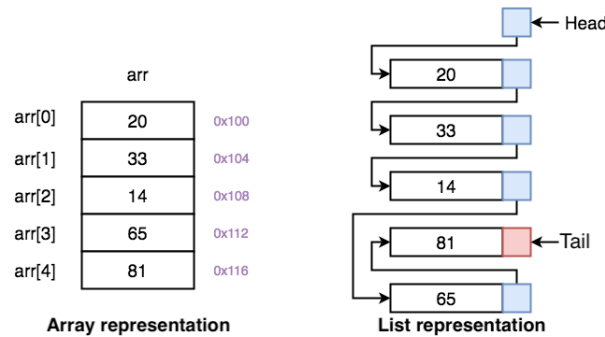 arr
arr[0] 20 0x100
arr[1] 33 0x104
arr[2] 14 0x108
arr[3] 65 0x112
arr[4] 81 0x116
Array representation
Head
20
33
14
81 Tail
65
List representation